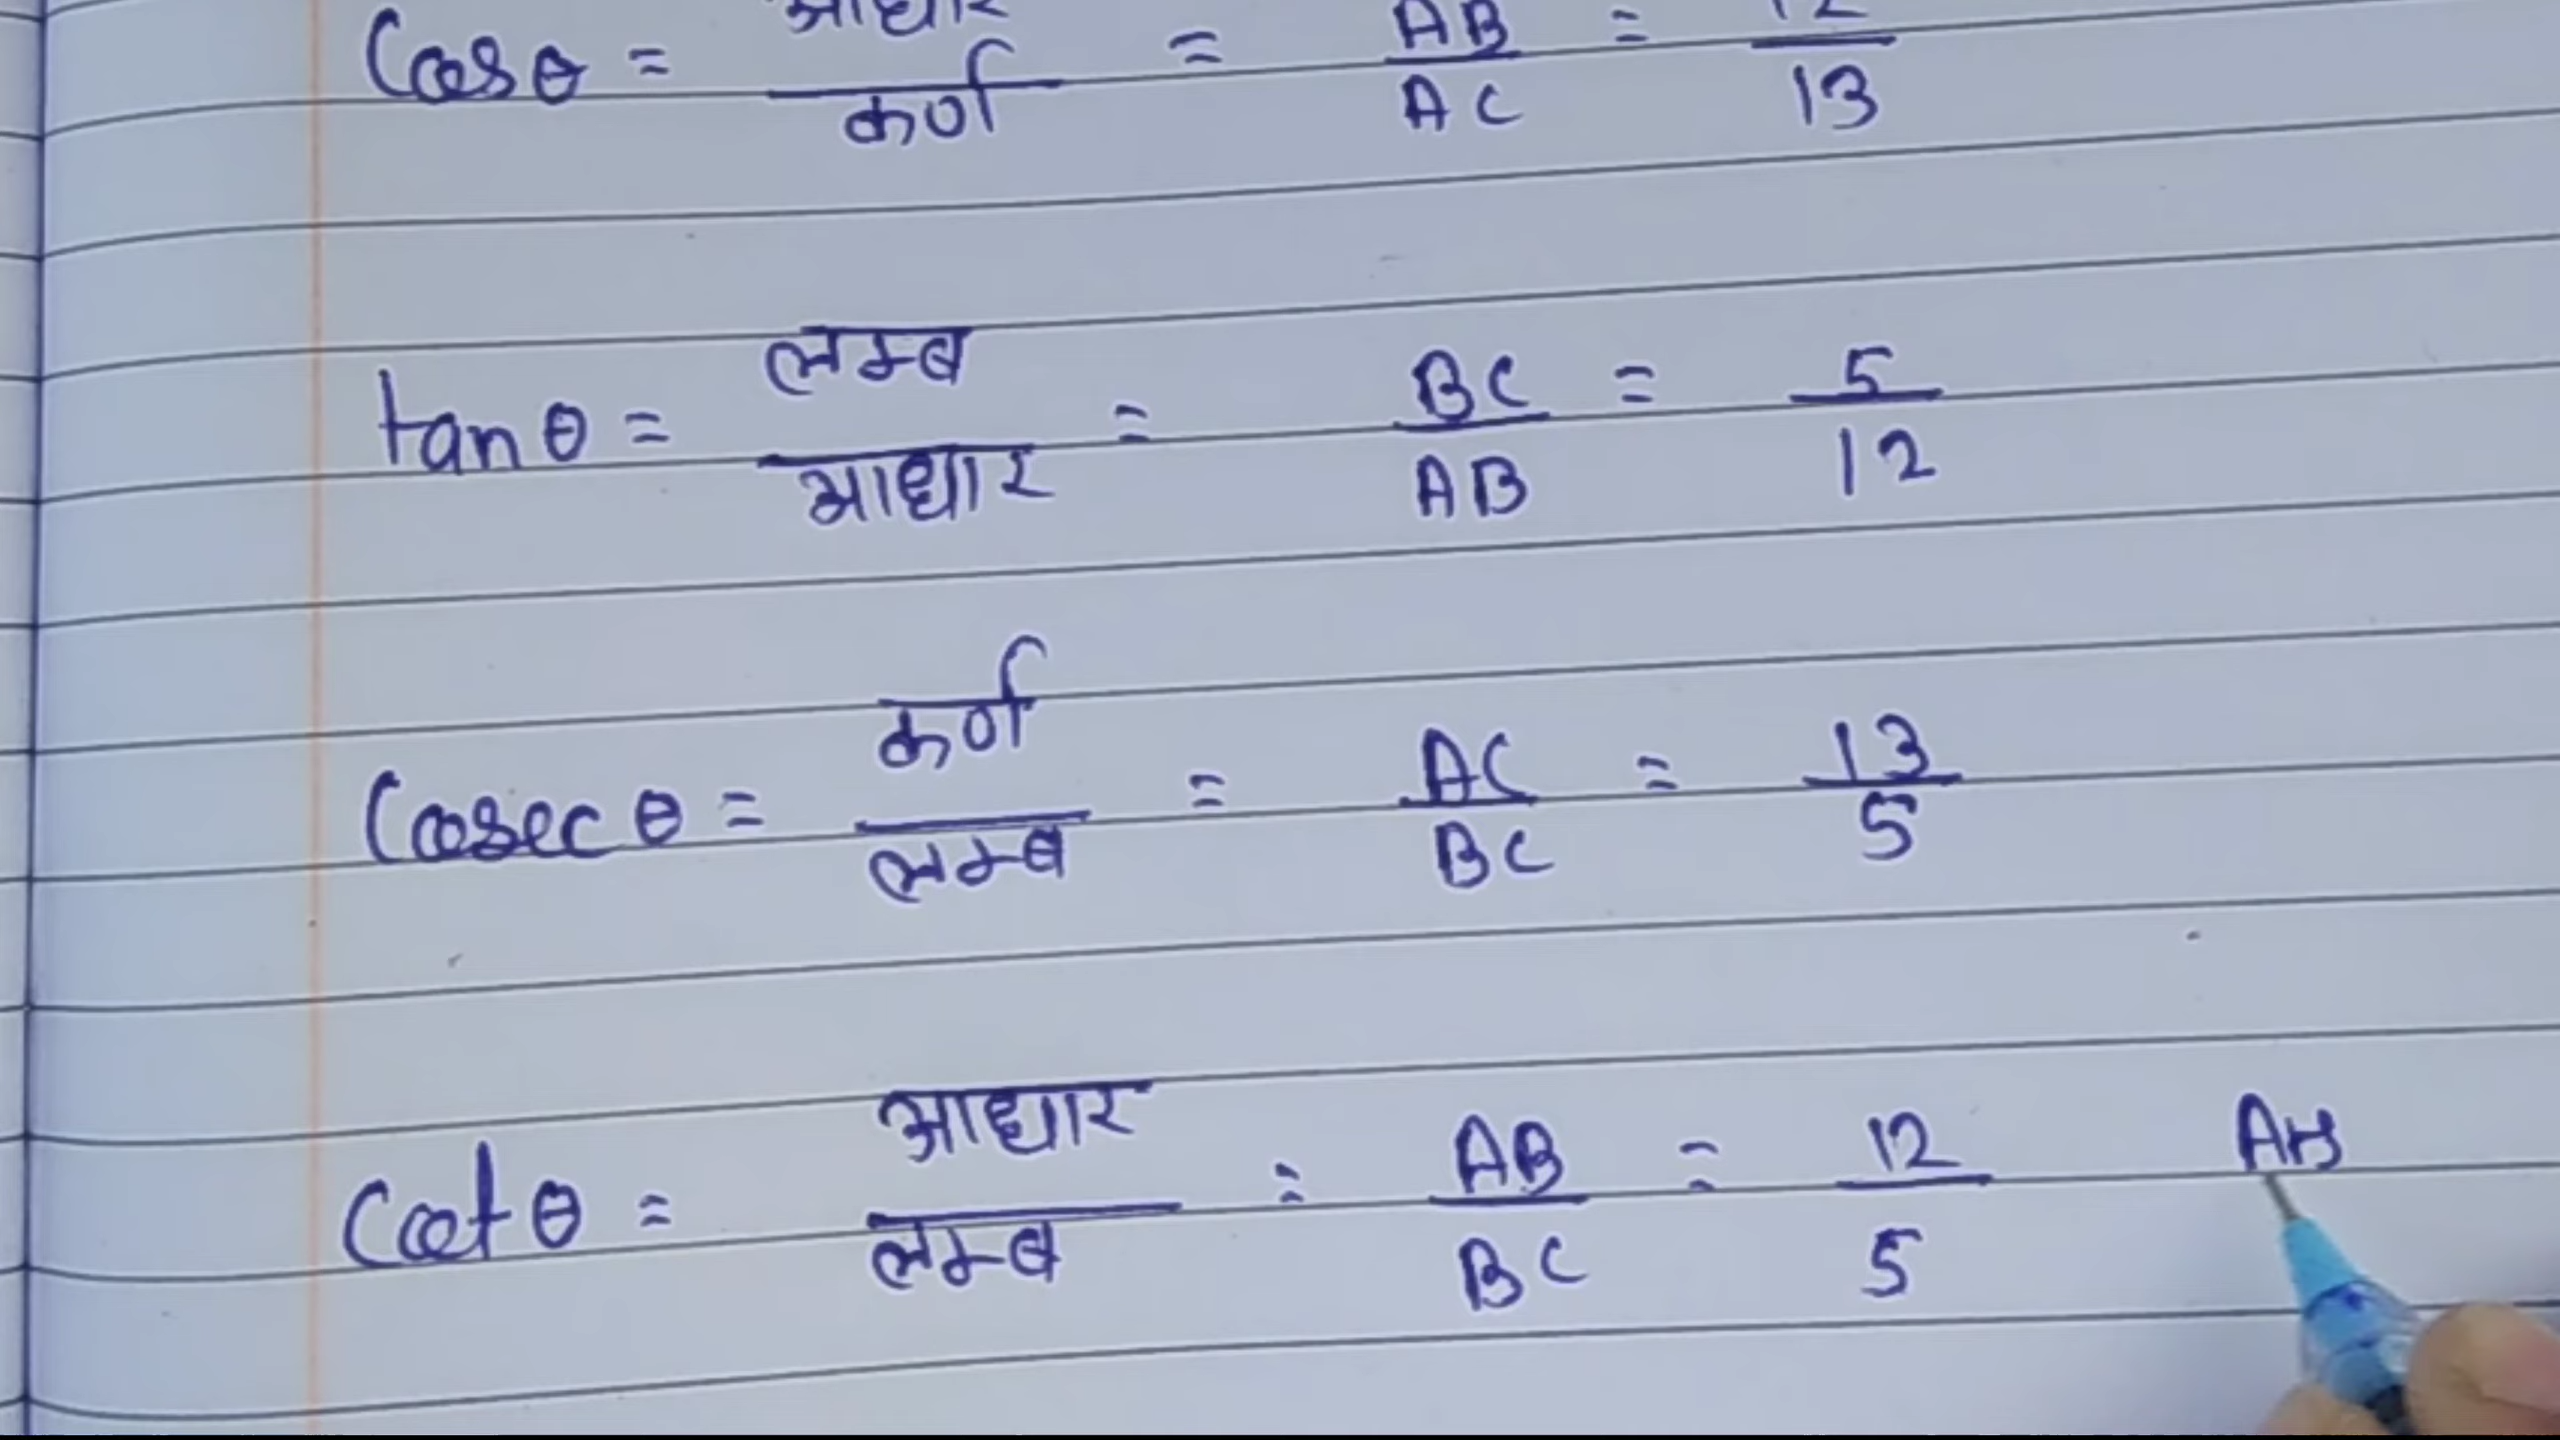 Cosθ = आधार/कर्ण = AB/AC = 12/13
tanθ = लम्ब/आधार = BC/AB = 5/12
Cosecθ = कर्ण/लम्ब = AC/BC = 13/5
Cotθ = आधार/लम्ब = AB/BC = 12/5 Ans